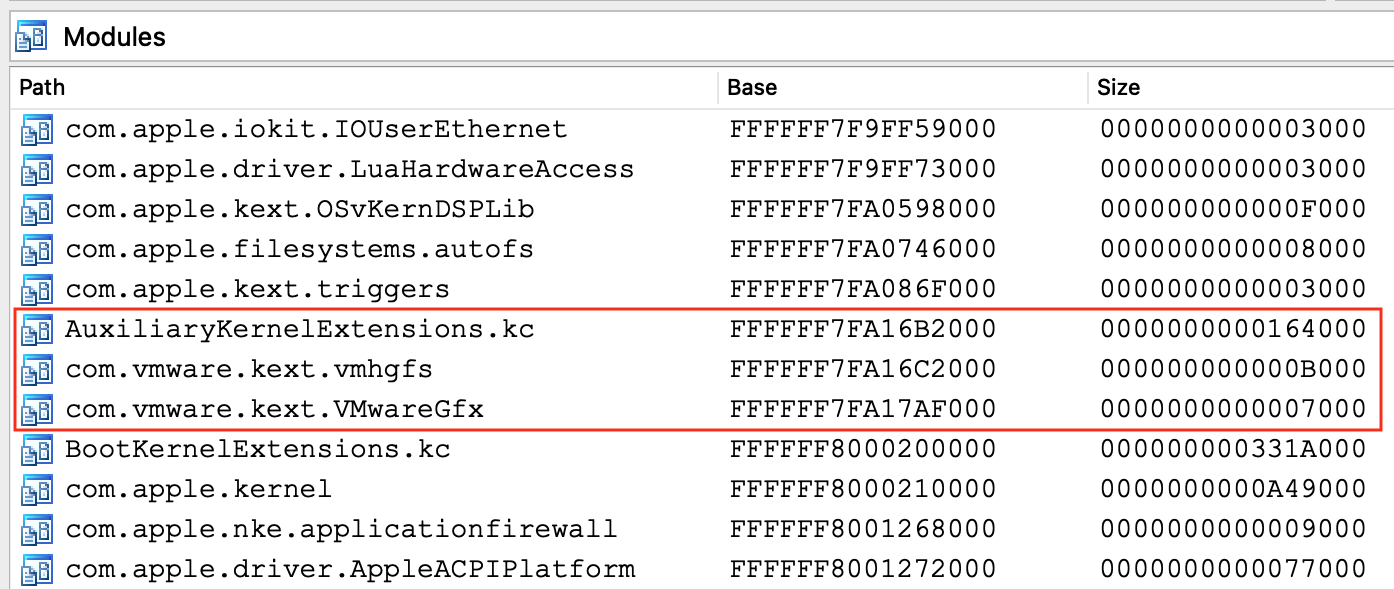 Modules
Path Base Size
com.apple.iokit.IOUserEthernet FFFFFF7F9FF59000 0000000000003000
com.apple.driver.LuaHardwareAccess FFFFFF7F9FF73000 0000000000003000
com.apple.kext.OSvKernDSPLib FFFFFF7FA0598000 000000000000F000
com.apple.filesystems.autofs FFFFFF7FA0746000 0000000000008000
com.apple.kext.triggers FFFFFF7FA086F000 0000000000003000
AuxiliaryKernelExtensions.kc FFFFFF7FA16B2000 0000000000164000
com.vmware.kext.vmhgfs FFFFFF7FA16C2000 000000000000B000
com.vmware.kext.VMwareGfx FFFFFF7FA17AF000 0000000000007000
BootKernelExtensions.kc FFFFFF8000200000 000000000331A000
com.apple.kernel FFFFFF8000210000 0000000000A49000
com.apple.nke.applicationfirewall FFFFFF8001268000 0000000000009000
com.apple.driver.AppleACPIPlatform FFFFFF8001272000 0000000000077000